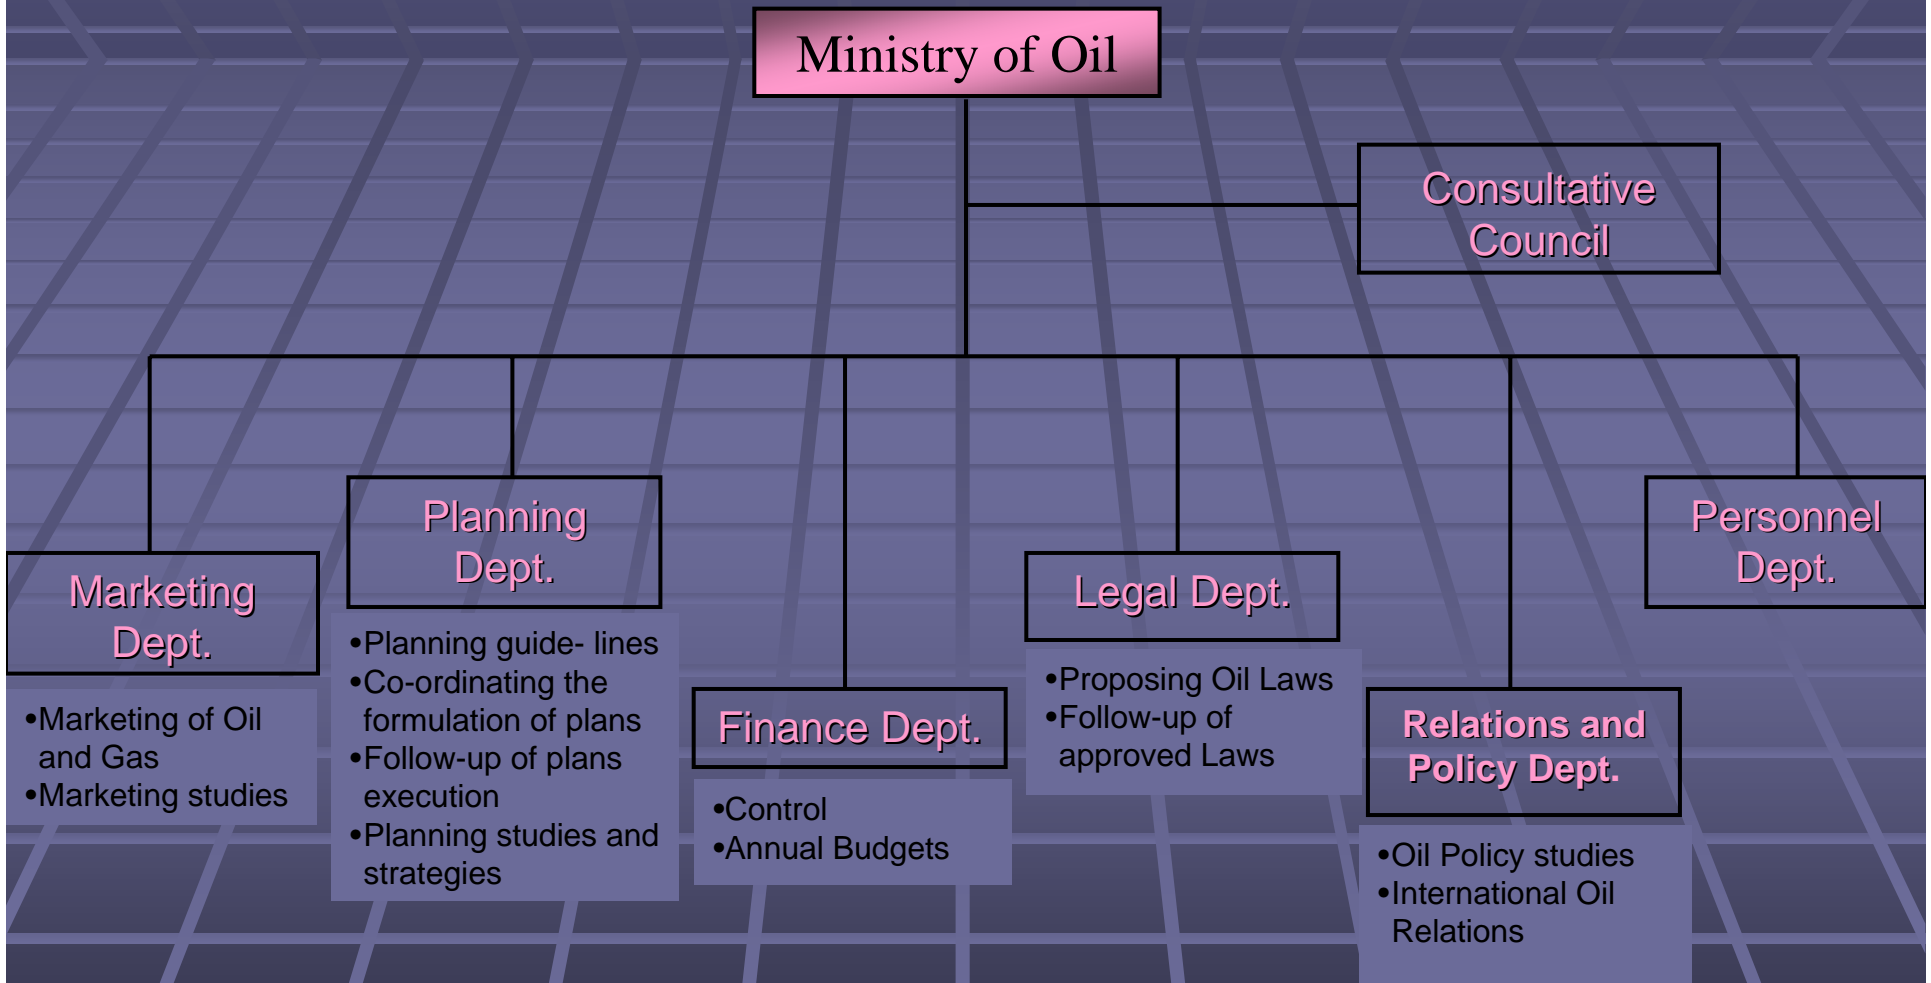 Ministry of Oil
Consultative
Council
Marketing
Dept.
•Marketing of Oil
and Gas
•Marketing studies
Planning
Dept.
•Planning guide- lines
•Co-ordinating the
formulation of plans
•Follow-up of plans
execution
•Planning studies and
strategies
Finance Dept.
•Control
•Annual Budgets
Legal Dept.
•Proposing Oil Laws
•Follow-up of
approved Laws
Relations and
Policy Dept.
•Oil Policy studies
•International Oil
Relations
Personnel
Dept.